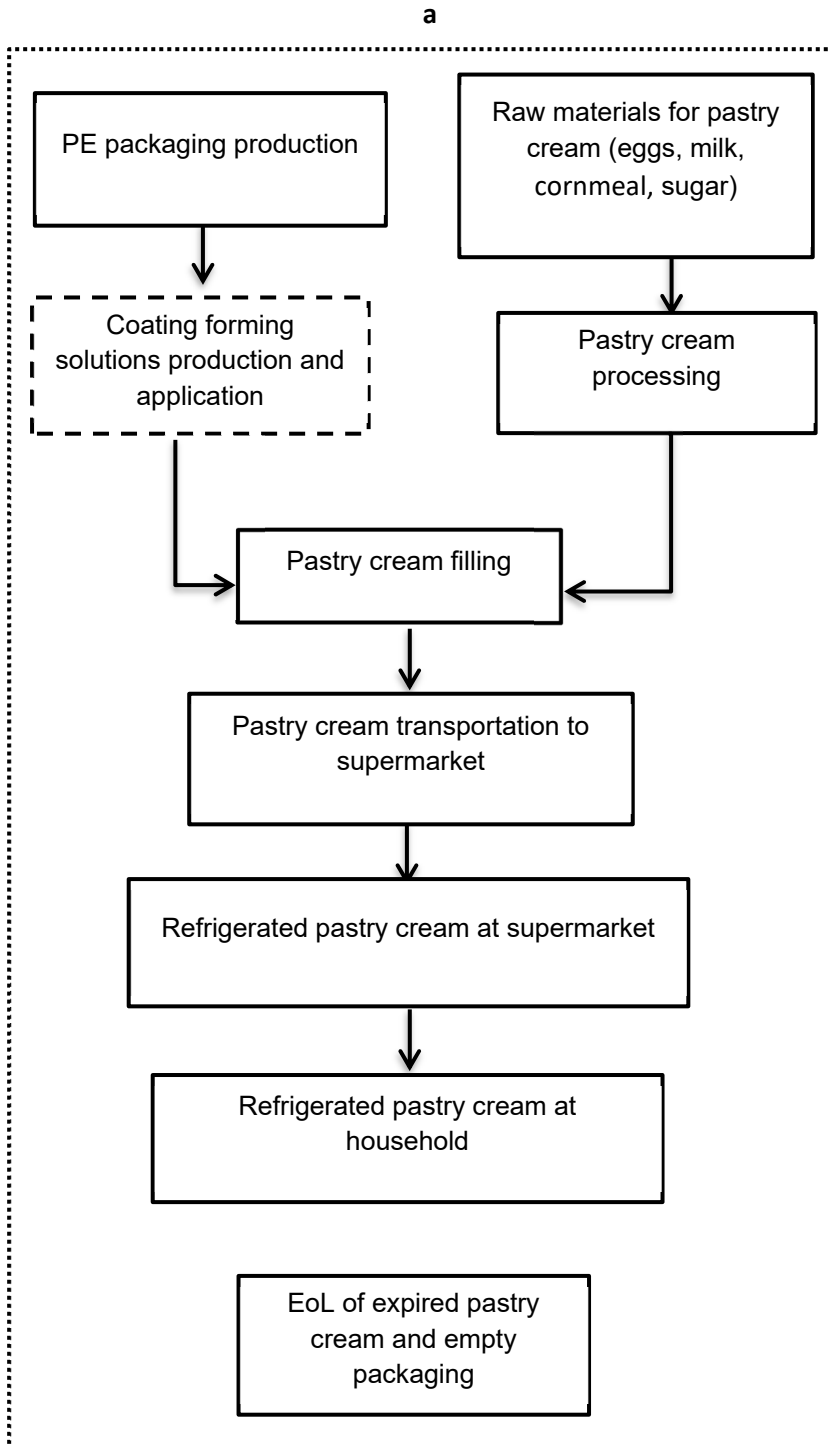 a
PE packaging production
Raw materials for pastry
cream (eggs, milk,
cornmeal, sugar)
Coating forming
solutions production and
application
Pastry cream
processing
Pastry cream filling
Pastry cream transportation to
supermarket
Refrigerated pastry cream at supermarket
Refrigerated pastry cream at
household
EoL of expired pastry
cream and empty
packaging